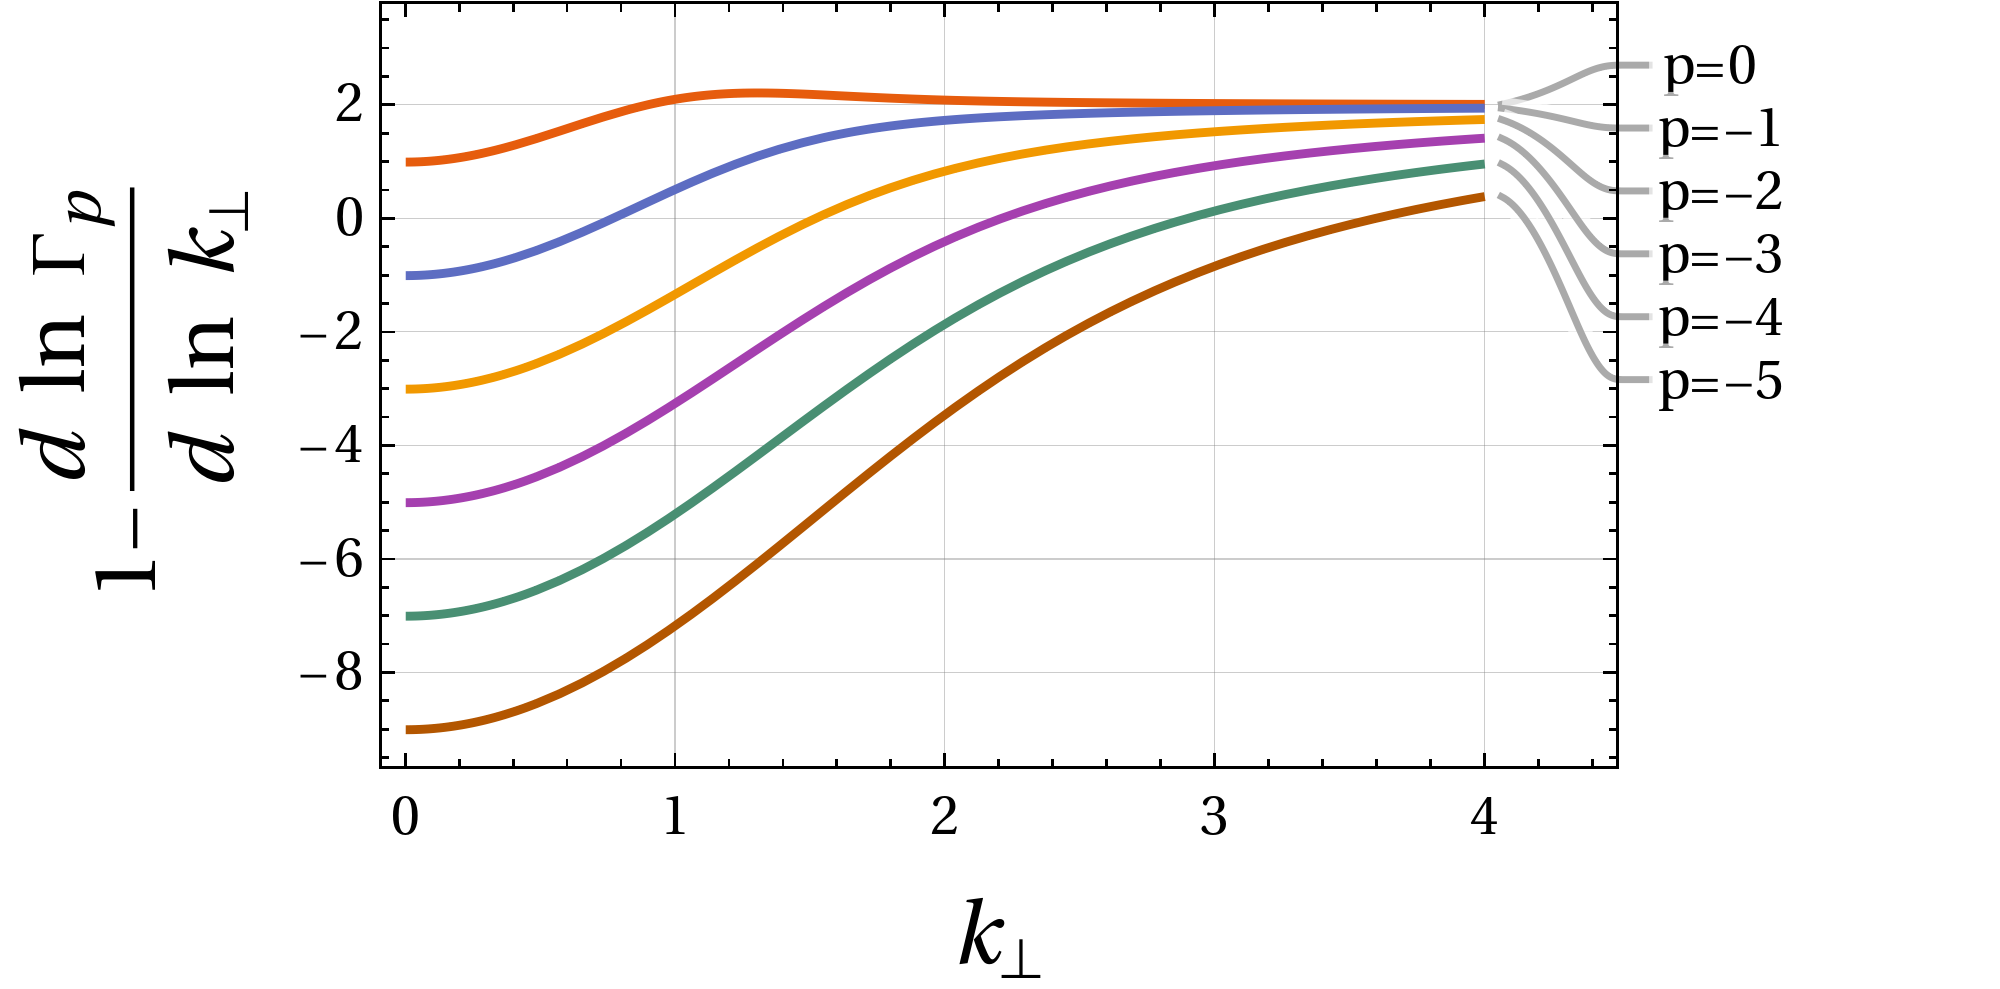 1 − d ln Γp / d ln k⊥
2
0
−2
−4
−6
−8
0 1 2 3 4
k⊥
p=0
p=−1
p=−2
p=−3
p=−4
p=−5